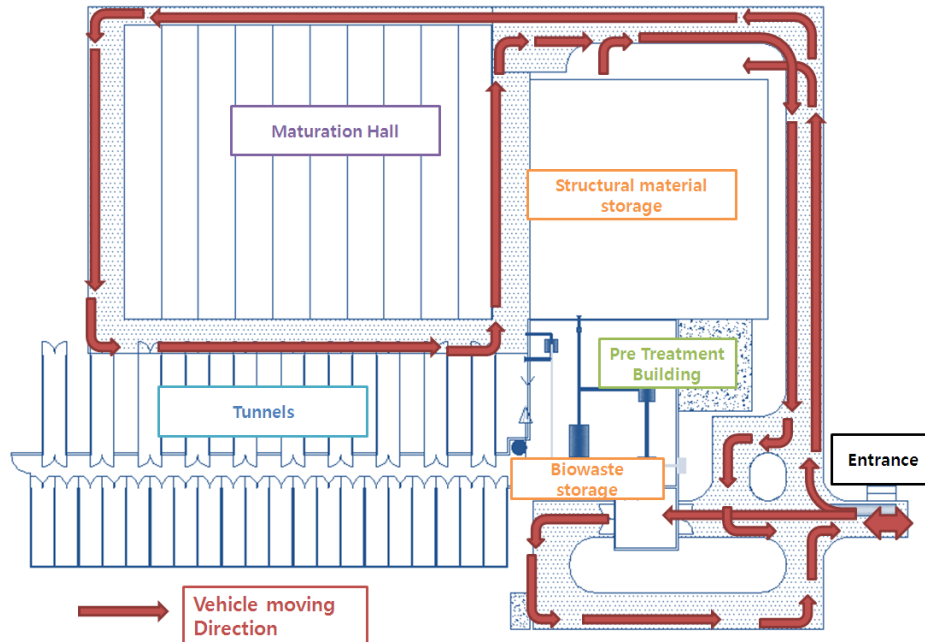 Maturation Hall
Structural material
storage
Pre Treatment
Building
Tunnels
Entrance
Biowaste
storage
Vehicle moving
Direction